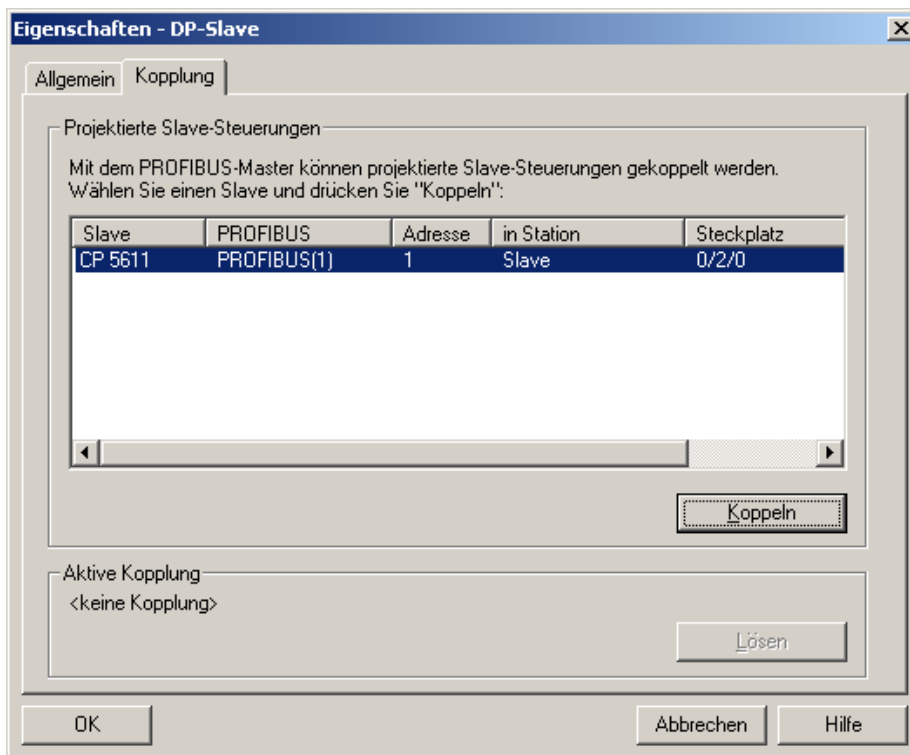 Eigenschaften - DP-Slave
Allgemein Kopplung
Projektierte Slave-Steuerungen
Mit dem PROFIBUS-Master können projektierte Slave-Steuerungen gekoppelt werden.
Wählen Sie einen Slave und drücken Sie "Koppeln":
Slave PROFIBUS Adresse in Station Steckplatz
CP 5611 PROFIBUS(1) 1 Slave 0/2/0
Koppeln
Aktive Kopplung
<keine Kopplung>
Lösen
OK Abbrechen Hilfe